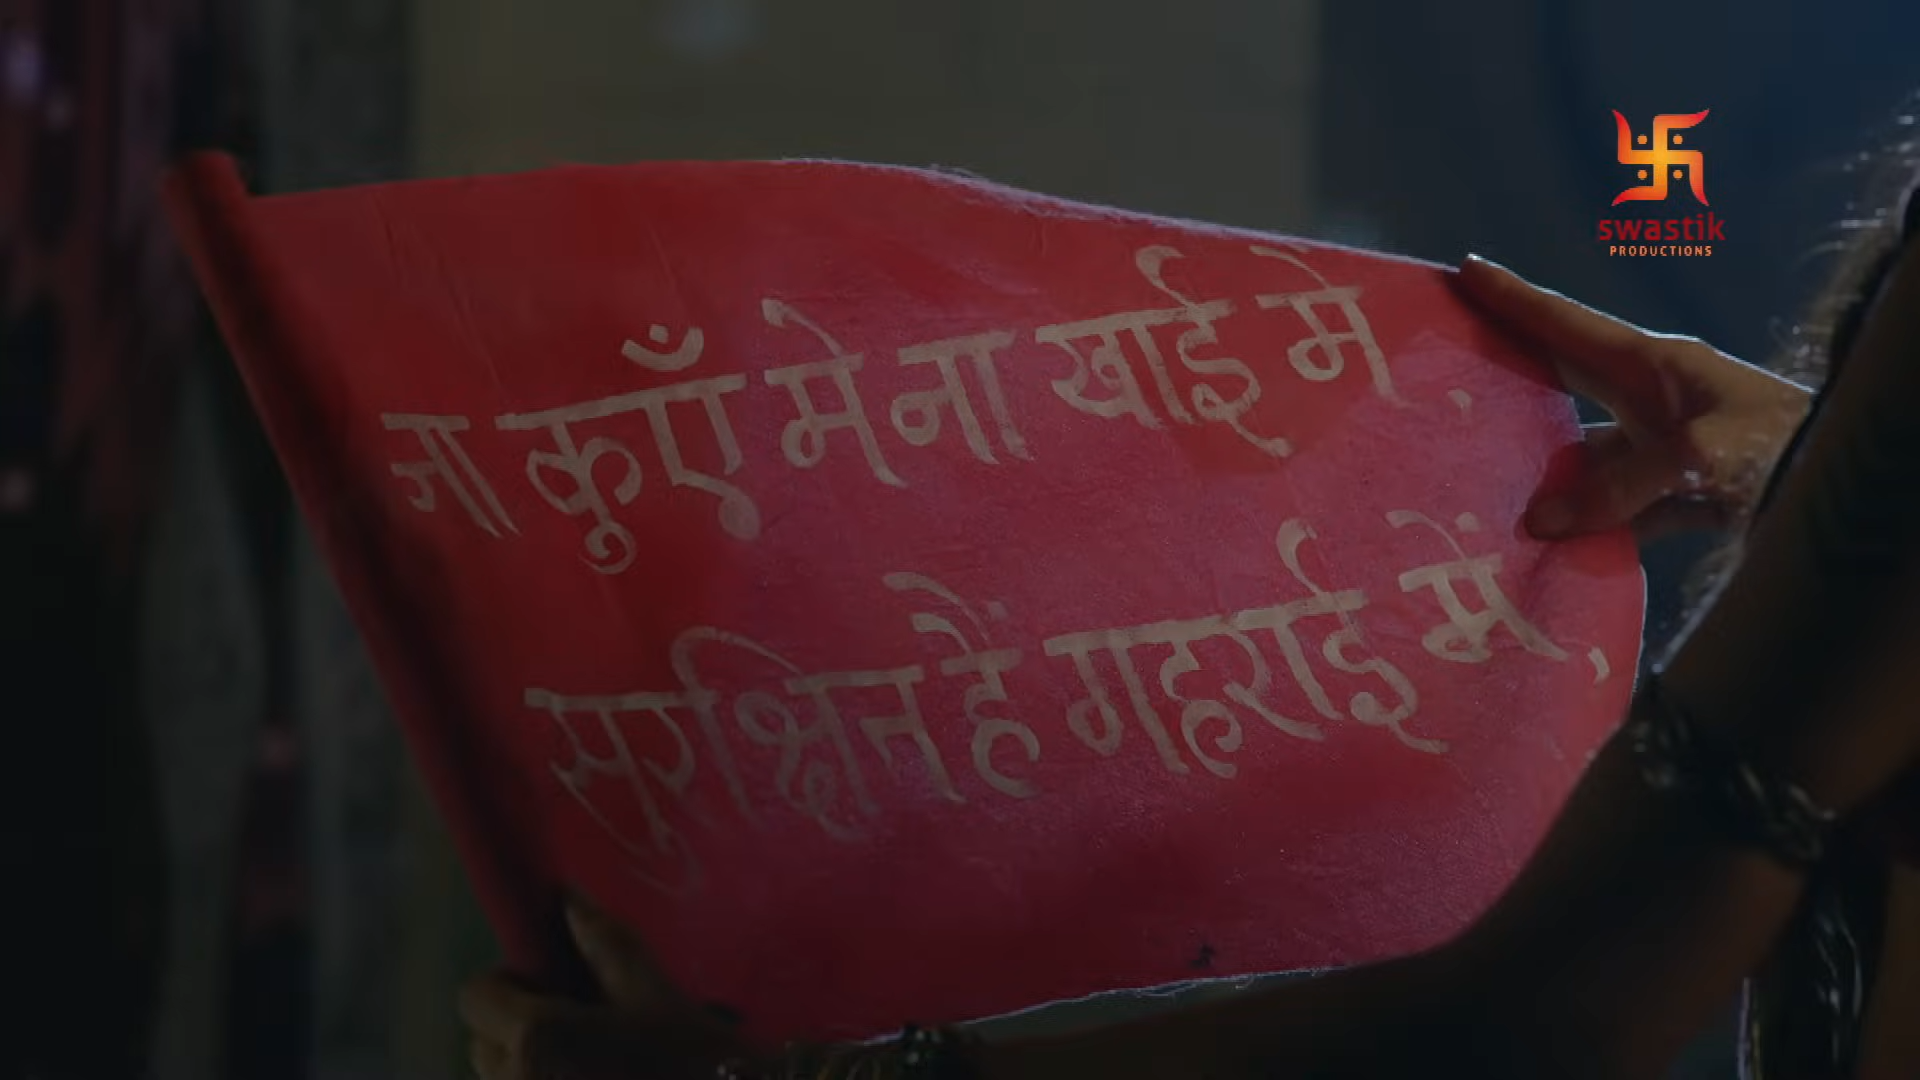 ना कुएँ मे ना खाई मे,
सुरक्षित हैं गहराई में,
swastik
PRODUCTIONS